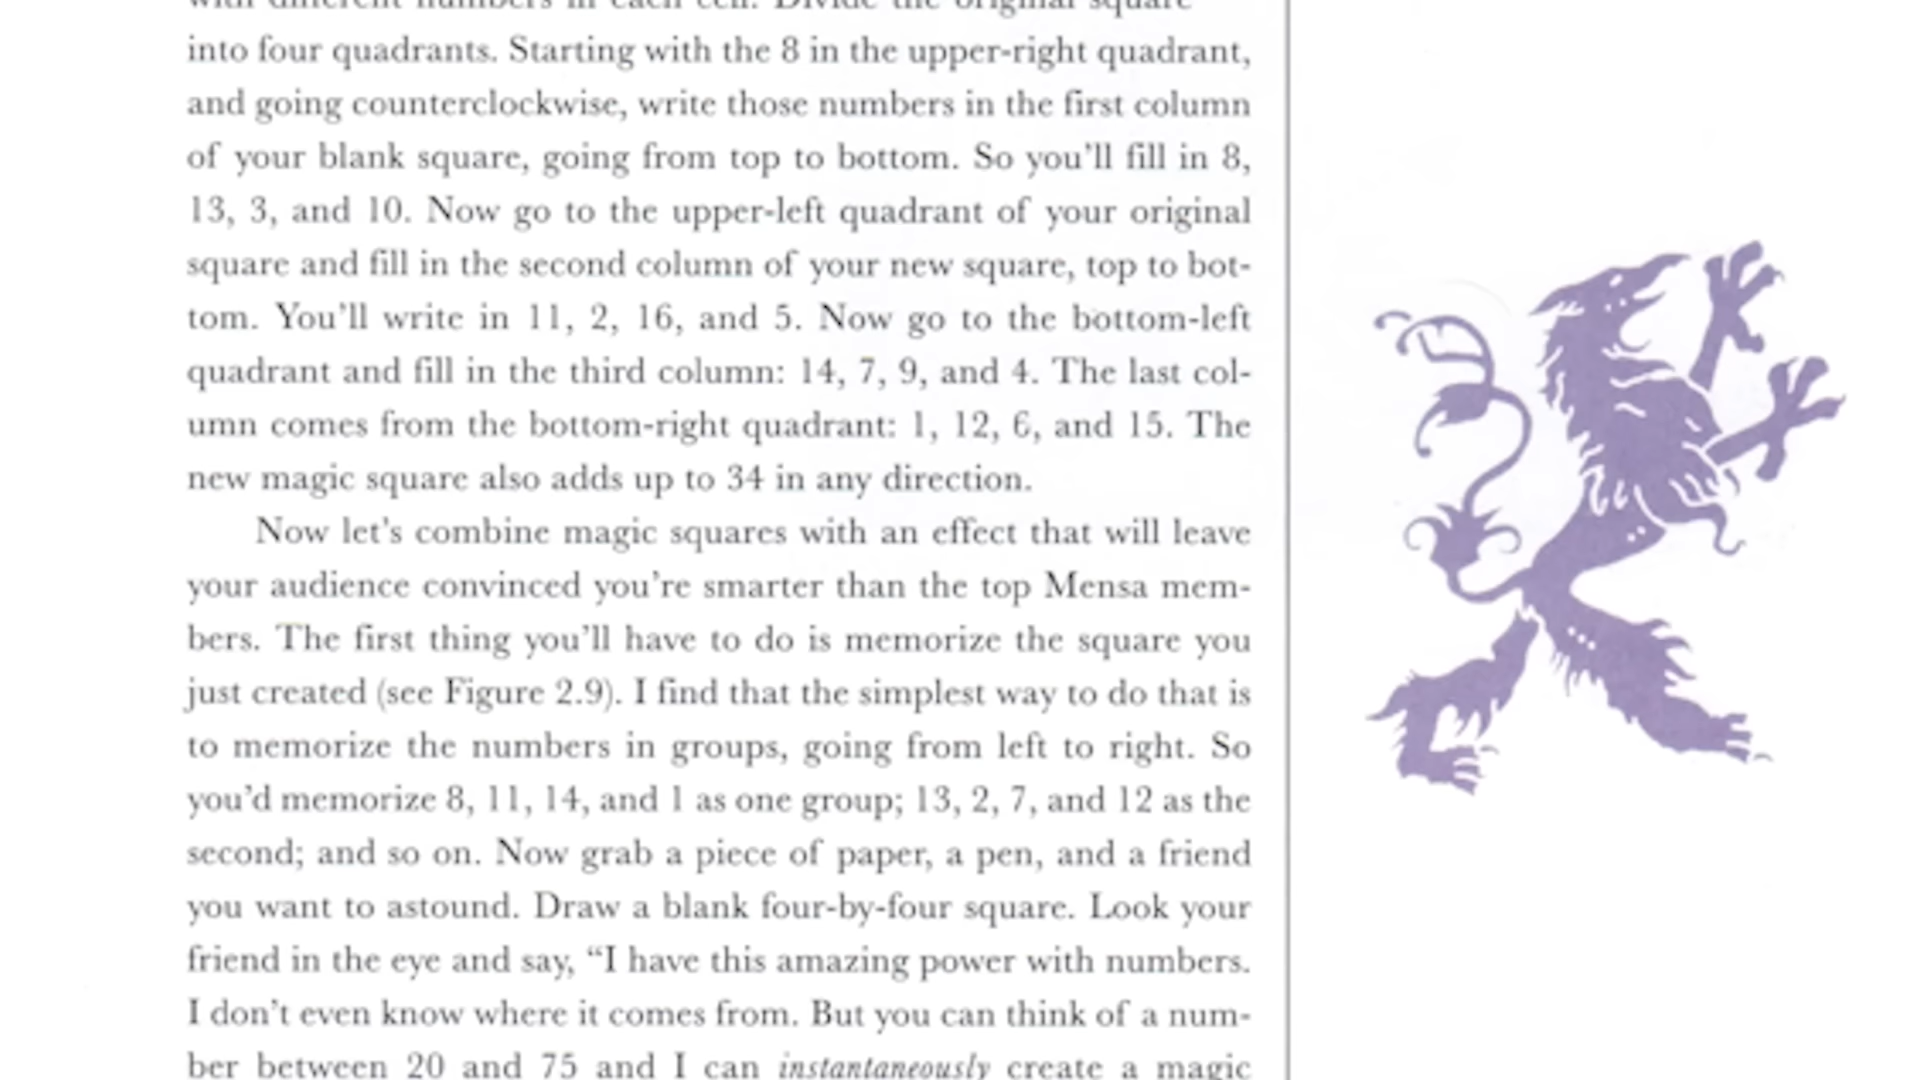 with different numbers in each cell. Divide the original square
into four quadrants. Starting with the 8 in the upper-right quadrant,
and going counterclockwise, write those numbers in the first column
of your blank square, going from top to bottom. So you'll fill in 8,
13, 3, and 10. Now go to the upper-left quadrant of your original
square and fill in the second column of your new square, top to bot-
tom. You'll write in 11, 2, 16, and 5. Now go to the bottom-left
quadrant and fill in the third column: 14, 7, 9, and 4. The last col-
umn comes from the bottom-right quadrant: 1, 12, 6, and 15. The
new magic square also adds up to 34 in any direction.
Now let's combine magic squares with an effect that will leave
your audience convinced you're smarter than the top Mensa mem-
bers. The first thing you'll have to do is memorize the square you
just created (see Figure 2.9). I find that the simplest way to do that is
to memorize the numbers in groups, going from left to right. So
you'd memorize 8, 11, 14, and 1 as one group; 13, 2, 7, and 12 as the
second; and so on. Now grab a piece of paper, a pen, and a friend
you want to astound. Draw a blank four-by-four square. Look your
friend in the eye and say, “I have this amazing power with numbers.
I don't even know where it comes from. But you can think of a num-
ber between 20 and 75 and I can instantaneously create a magic